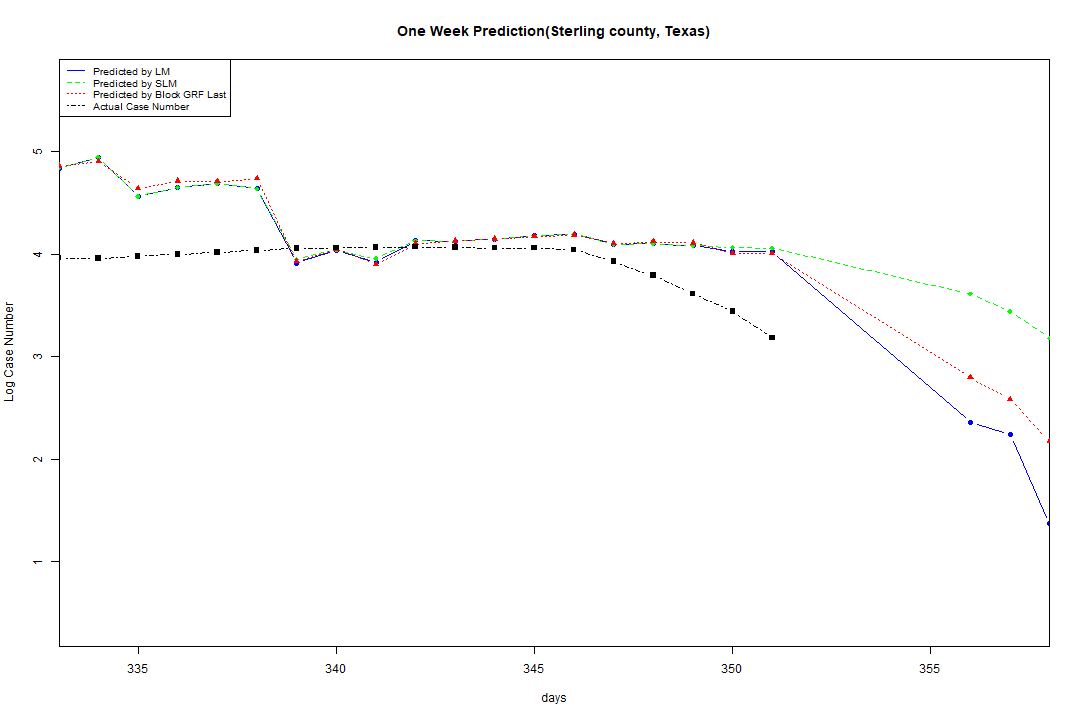 One Week Prediction(Sterling county, Texas)
Predicted by LM
Predicted by SLM
Predicted by Block GRF Last
Actual Case Number
Log Case Number
5
4
3
2
1
335
340
345
350
355
days